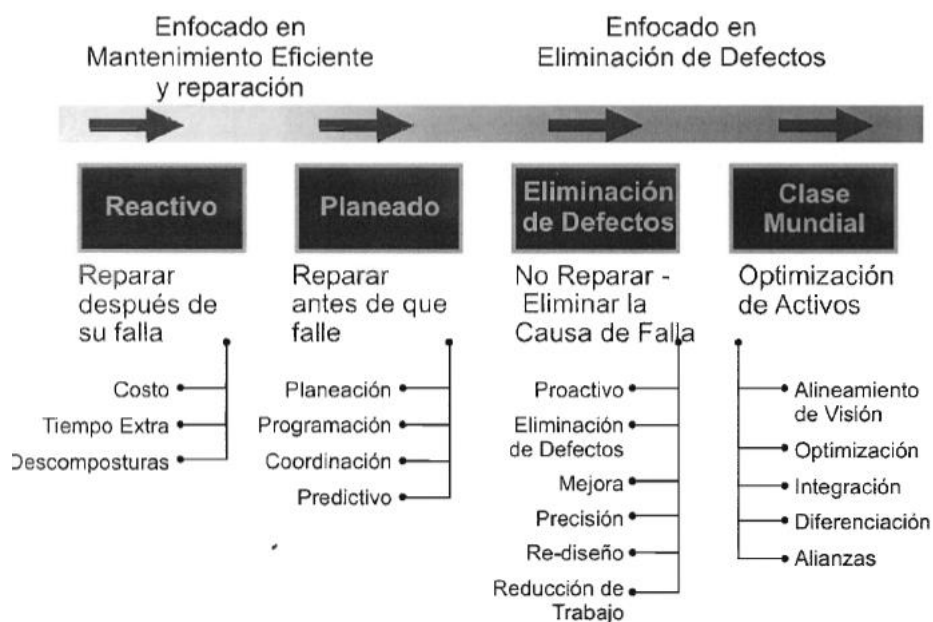 Enfocado en
Mantenimiento Eficiente
y reparación
Enfocado en
Eliminación de Defectos
Reactivo
Planeado
Eliminación
de Defectos
Clase
Mundial
Reparar
después de
su falla
Reparar
antes de que
falle
No Reparar -
Eliminar la
Causa de Falla
Optimización
de Activos
Costo
Tiempo Extra
Descomposturas
Planeación
Programación
Coordinación
Predictivo
Proactivo
Eliminación
de Defectos
Mejora
Precisión
Re-diseño
Reducción de
Trabajo
Alineamiento
de Visión
Optimización
Integración
Diferenciación
Alianzas